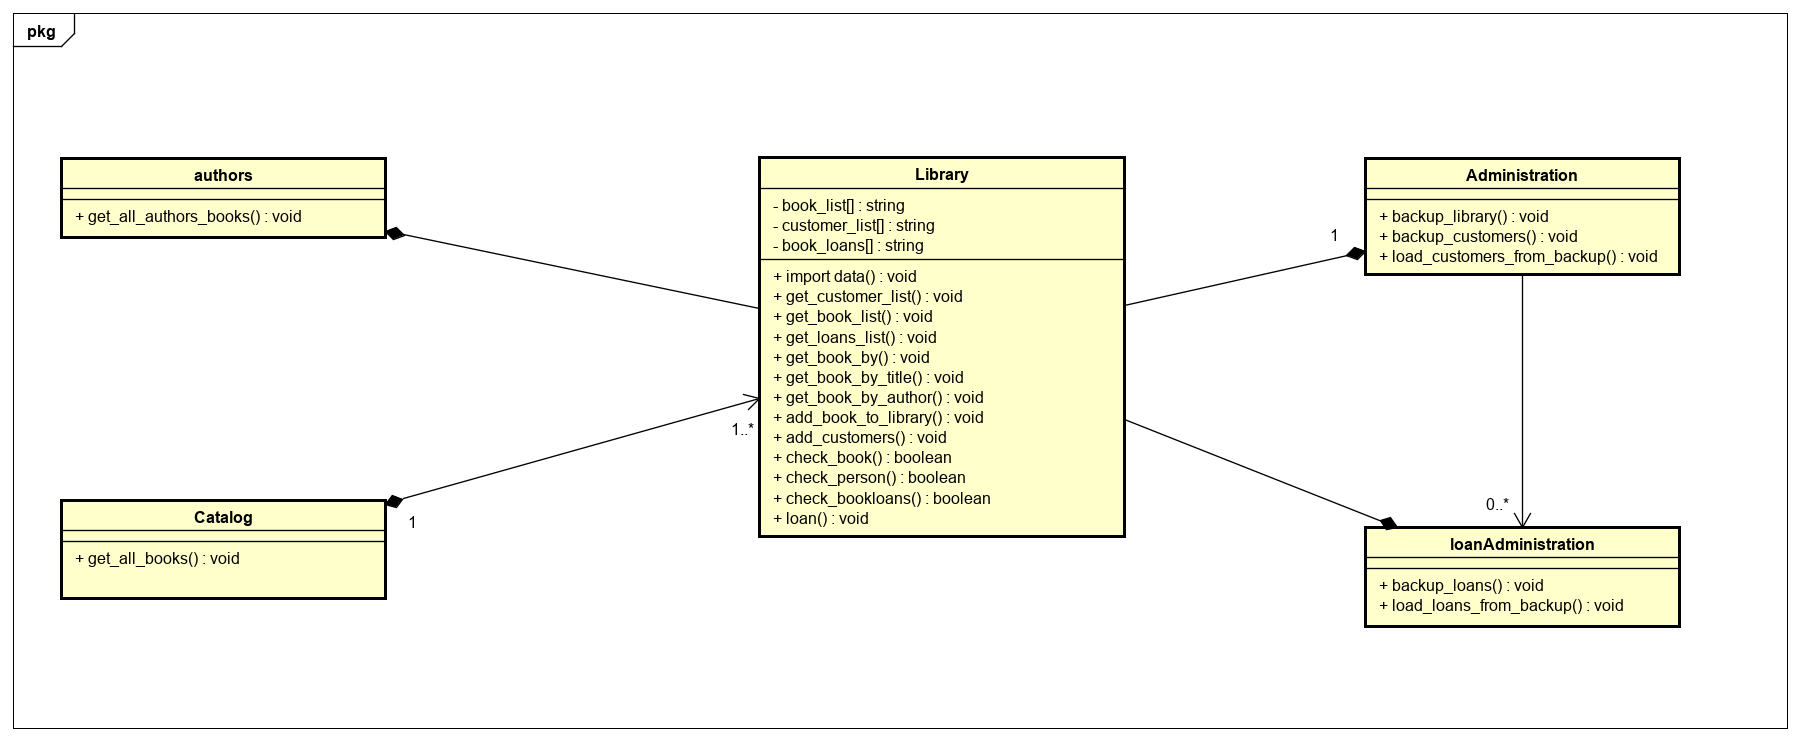 pkg
authors
+ get_all_authors_books() : void
Library
- book_list[] : string
- customer_list[] : string
- book_loans[] : string
+ import data() : void
+ get_customer_list() : void
+ get_book_list() : void
+ get_loans_list() : void
+ get_book_by() : void
+ get_book_by_title() : void
+ get_book_by_author() : void
+ add_book_to_library() : void
+ add_customers() : void
+ check_book() : boolean
+ check_person() : boolean
+ check_bookloans() : boolean
+ loan() : void
Administration
+ backup_library() : void
+ backup_customers() : void
+ load_customers_from_backup() : void
1
1..*
Catalog
+ get_all_books() : void
1
0..*
loanAdministration
+ backup_loans() : void
+ load_loans_from_backup() : void